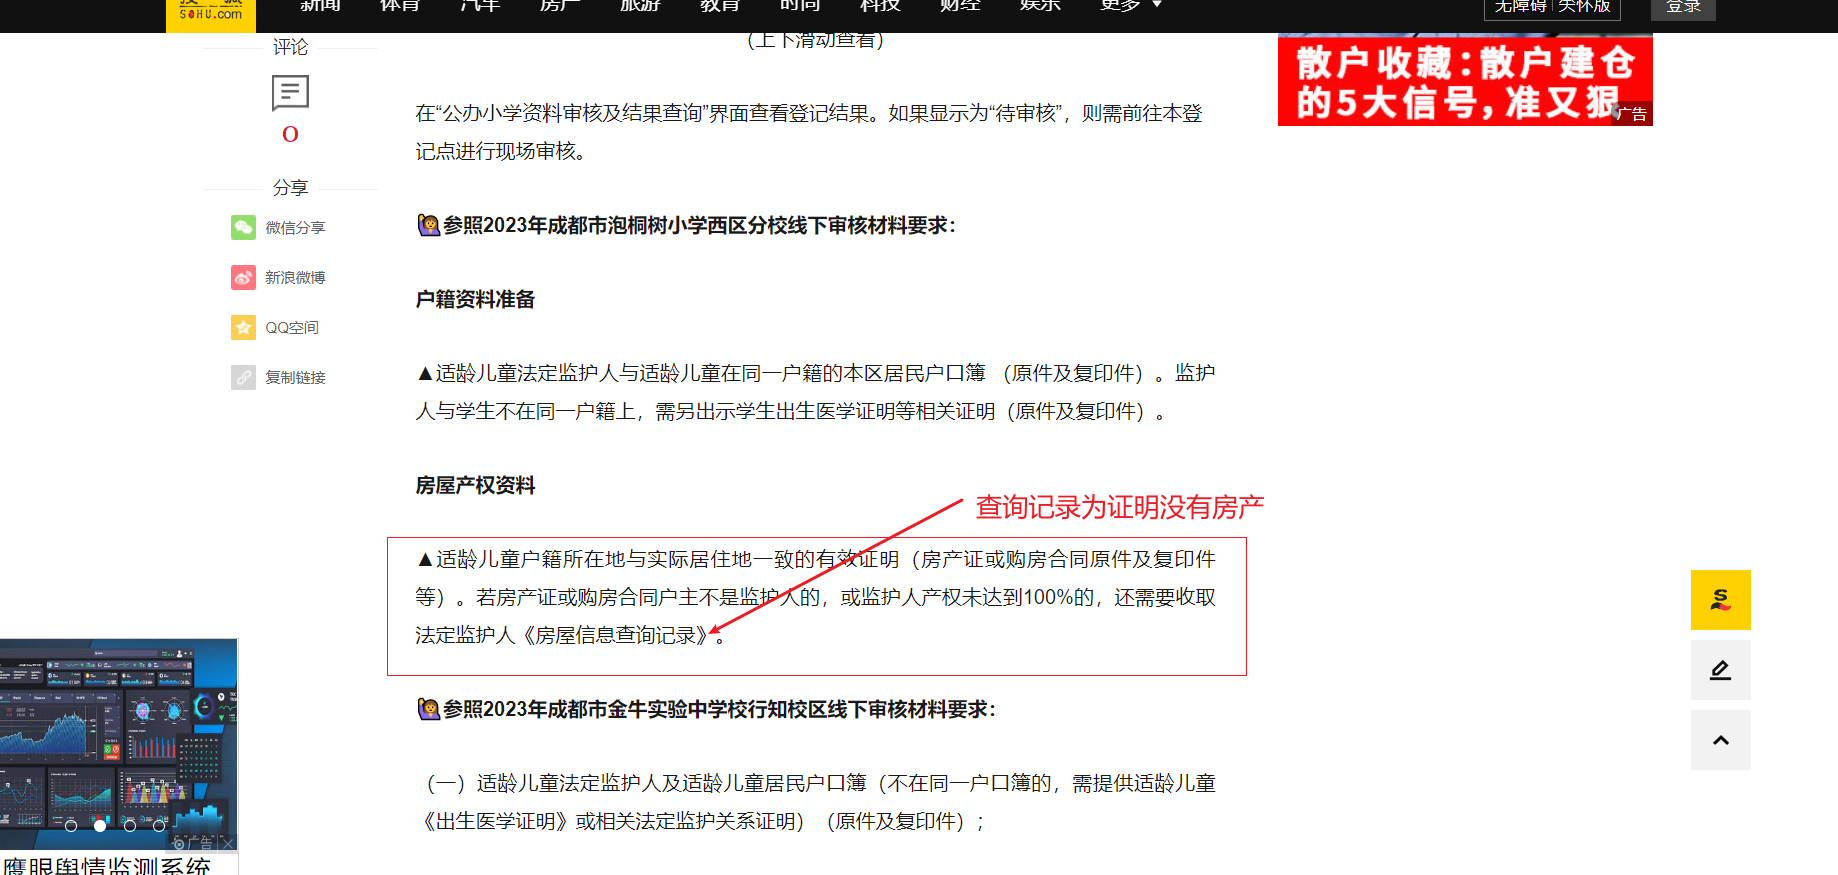 搜狐
SOHU.com
新闻 体育 汽车 房产 旅游 教育 时尚 科技 财经 娱乐 更多
无障碍 关怀版
登录
评论
0
分享
微信分享
新浪微博
QQ空间
复制链接
（上下滑动查看）
在“公办小学资料审核及结果查询”界面查看登记结果。如果显示为“待审核”，则需前往本登
记点进行现场审核。
参照2023年成都市泡桐树小学西区分校线下审核材料要求：
户籍资料准备
▲适龄儿童法定监护人与适龄儿童在同一户籍的本区居民户口簿 （原件及复印件）。监护
人与学生不在同一户籍上，需另出示学生出生医学证明等相关证明（原件及复印件）。
房屋产权资料
查询记录为证明没有房产
▲适龄儿童户籍所在地与实际居住地一致的有效证明（房产证或购房合同原件及复印件
等）。若房产证或购房合同户主不是监护人的，或监护人产权未达到100%的，还需要收取
法定监护人《房屋信息查询记录》。
参照2023年成都市金牛实验中学校行知校区线下审核材料要求：
（一）适龄儿童法定监护人及适龄儿童居民户口簿（不在同一户口簿的，需提供适龄儿童
《出生医学证明》或相关法定监护关系证明）（原件及复印件）；
散户收藏:散户建仓
的5大信号,准又狠
广告
广告
鹰眼舆情监测系统